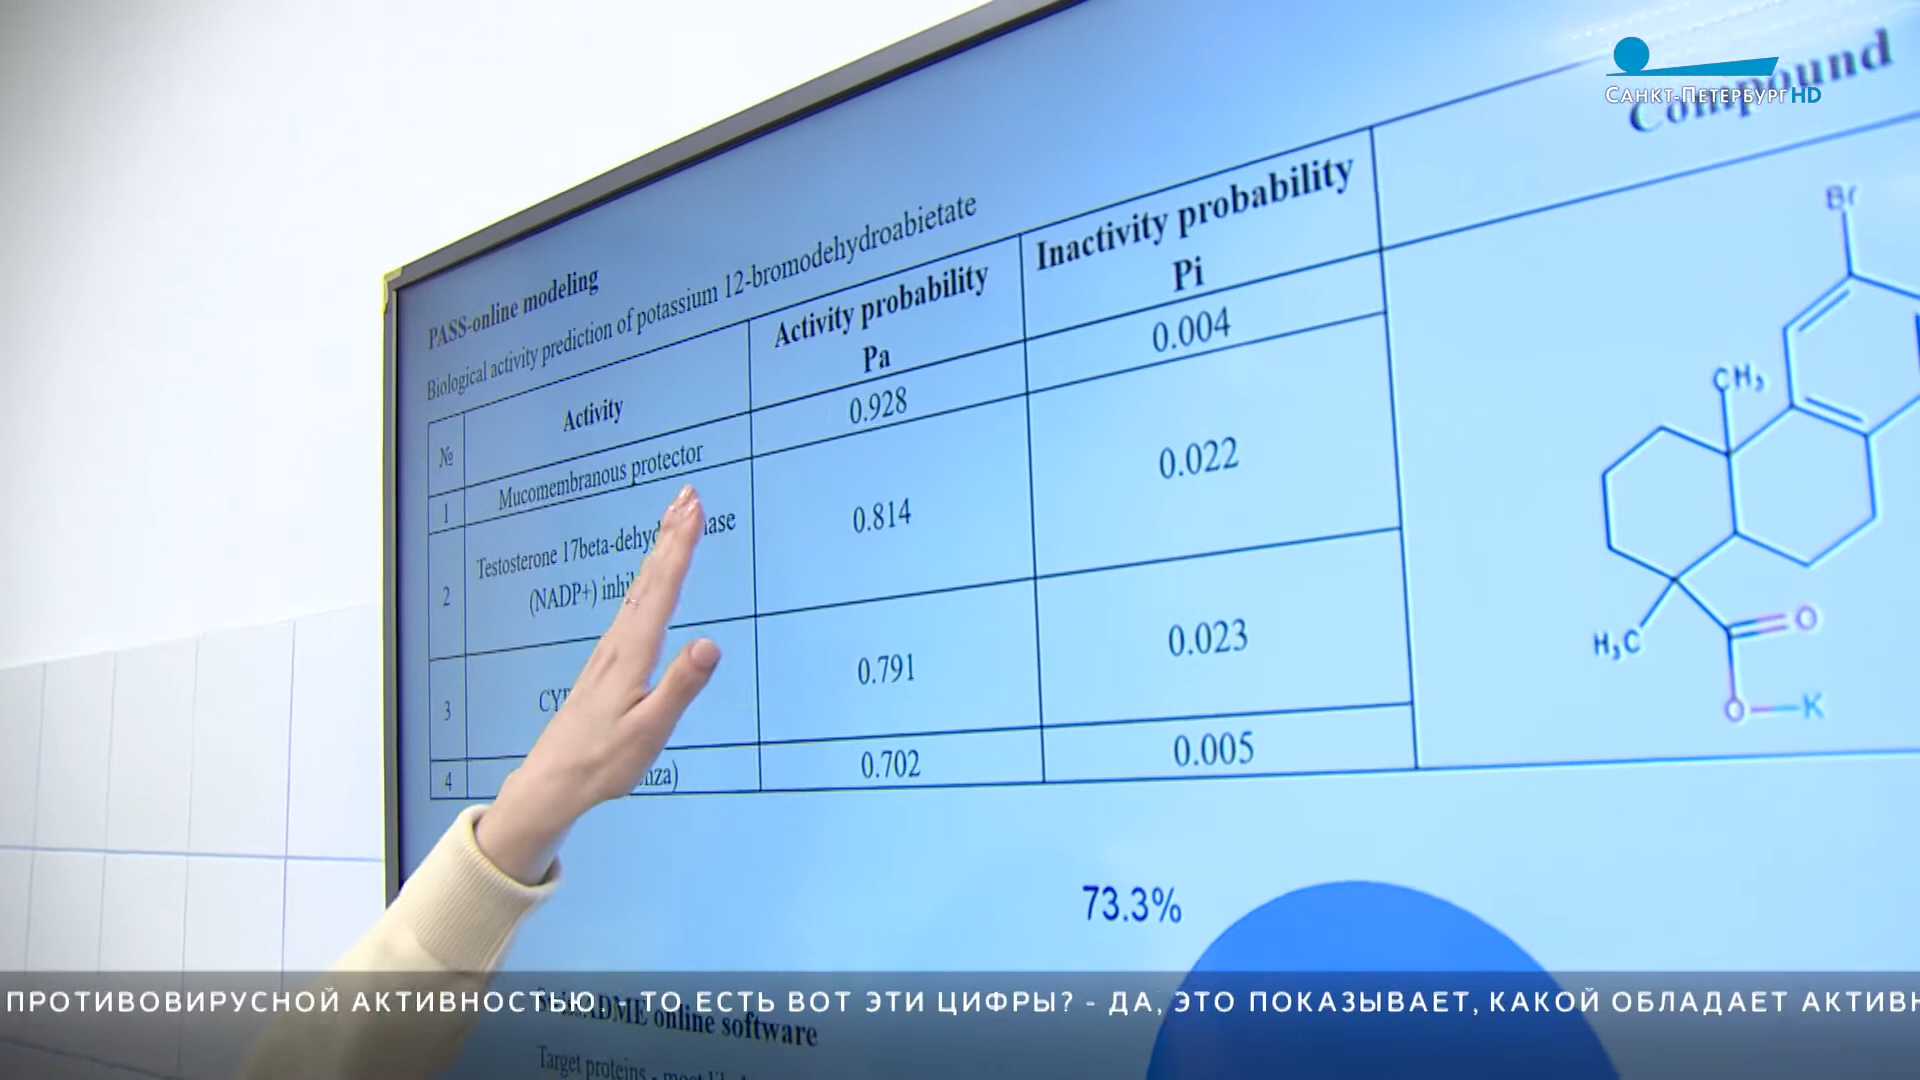 САНКТ-ПЕТЕРБУРГ HD
Compound
PASS-online modeling
Biological activity prediction of potassium 12-bromodehydroabietate
№
Activity
Activity probability
Pa
Inactivity probability
Pi
1
Mucomembranous protector
0.928
0.004
2
Testosterone 17beta-dehyd
(NADP+)
0.814
0.022
3
0.791
0.023
4
0.702
0.005
Br
CH3
H3C
O
O
K
73.3%
ПРОТИВОВИРУСНОЙ АКТИВНОСТЬЮ. - ТО ЕСТЬ ВОТ ЭТИ ЦИФРЫ? - ДА, ЭТО ПОКАЗЫВАЕТ, КАКОЙ ОБЛАДАЕТ АКТИВН
SwissADME online software
Target proteins -